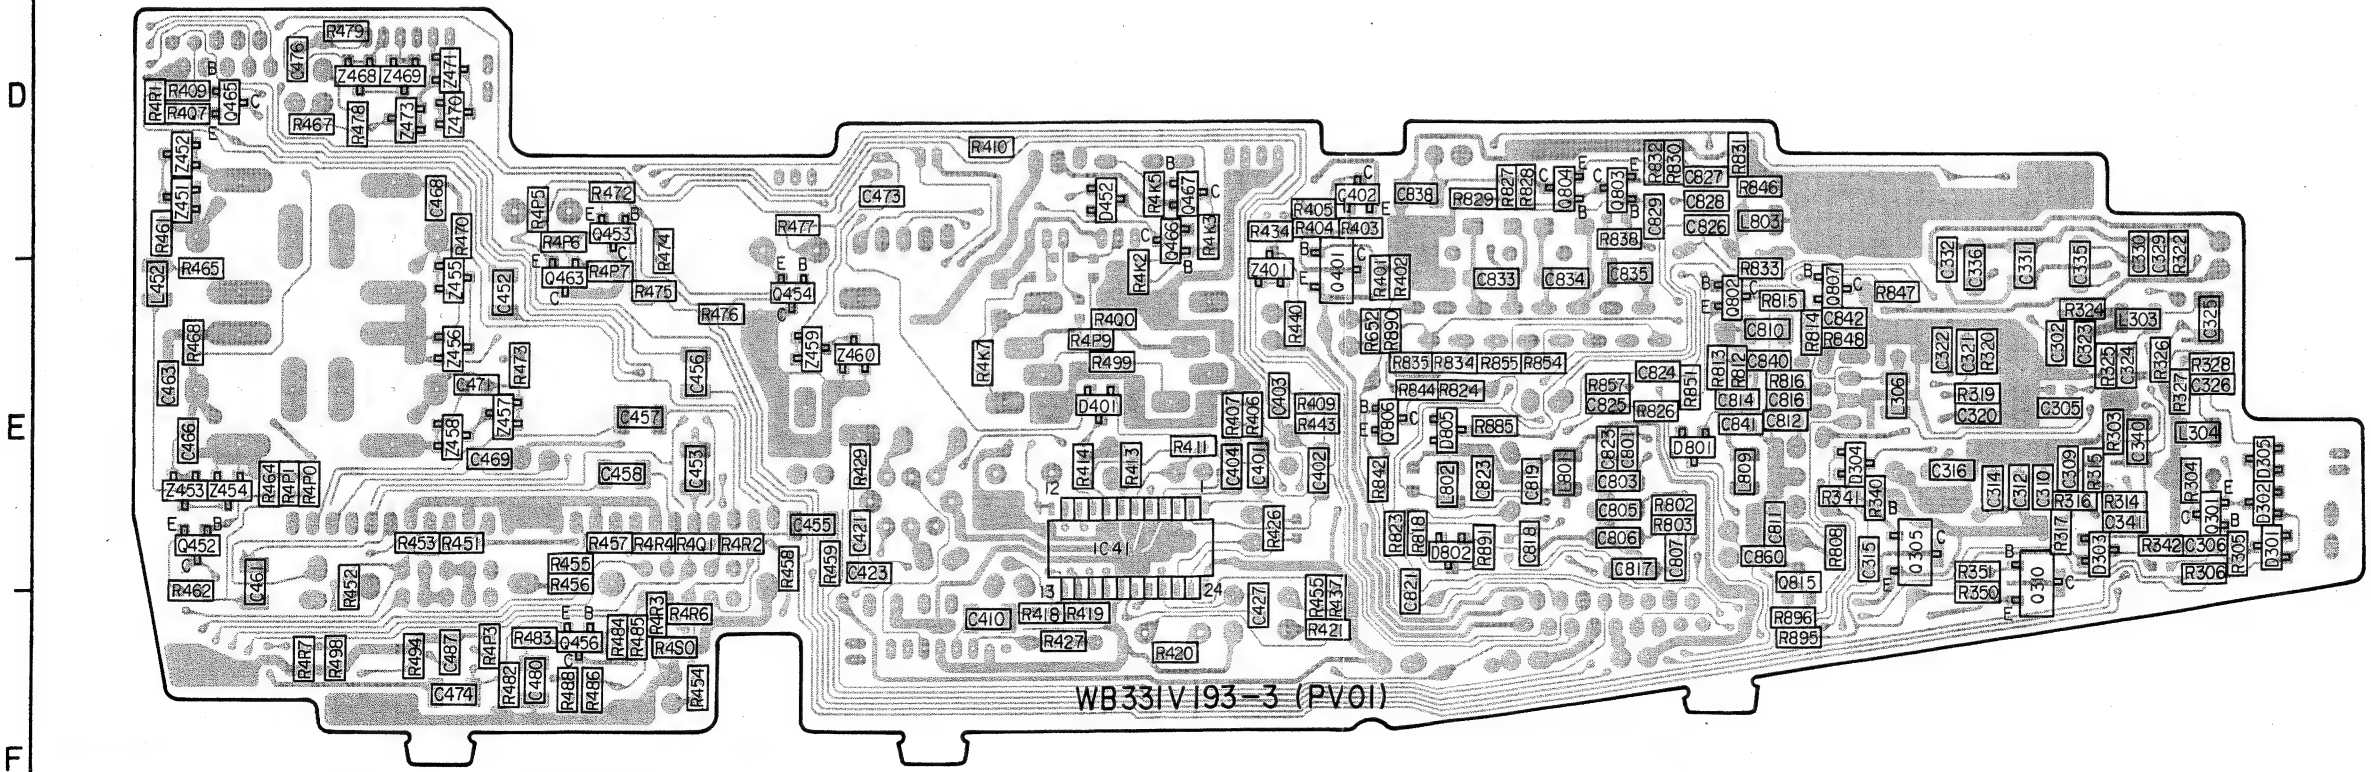 D
R479
C476
B
Z468 Z469
Z471
R4R1
R409
R407
Q465
C
E
R467
R478
Z473
Z470
Z452
Z451
R461
R410
C468
R4P5
R472
E B
Q453
C
R4P6
R470
R474
R477
C473
D452
R4K5
B
Q467
C
R4K3
Q466
C
B
R4K2
R434
R405
R404
R403
C402
C
E
C838
R829
R827
R828
Q804
C
E
B
Q803
E
B
R832
R830
R831
C827
C828
C826
C829
R846
L803
R838
L452
R465
Z455
C452
E
Q463
C
R4P7
R475
R476
E B
Q454
C
Z401
B
Q401
C
E
R401
R402
C833
C834
C835
B
Q802
C
E
R833
R815
B
Q807
C
R847
C332
C336
C331
C335
C330
C329
R322
R468
C463
Z456
R473
C471
C456
Z459
Z460
R4K7
R4Q0
R4P9
R499
R440
R652
R890
C810
R814
C842
R848
R324
L303
C325
C322
C321
R320
C302
C323
R325
C324
R326
R328
C326
R327
R835 R834 R855 R854
R844 R824
C824
R857
C825
R826
R851
R813
R812
C840
R816
C816
C814
C841
C812
L306
R319
C320
C305
R303
C340
L304
E
C466
Z458
Z457
C457
D401
R407
R406
C403
R409
R443
B
Q806
C
E
D805
R885
C801
D801
D305
C469
C458
C453
R429
R414
R413
R411
C404
C401
C402
R842
L802
C823
C819
L801
C803
L809
D304
C316
C314
C312
C310
C309
R315
R304
Z453 Z454
R464
R4P1
R4P0
12
1
R341
R340
R316
R314
C341
D302
E B
Q452
C
R453 R451
R457 R4R4 R4Q1 R4R2
C455
C421
IC41
R426
R823
R818
D802
R891
C818
C805
C806
R802
R803
C811
C860
R808
C315
B
Q305
C
E
R317
D303
R342 C306
Q301
C
E
B
R305
D301
R462
C461
R452
R455
R456
R458
R459
C423
C817
C807
Q815
R351
R350
B
Q310
C
E
R306
13
24
C410
R418 R419
C427
R455
R437
R421
C821
R896
R895
E B
Q456
C
R483
R484
R485
R4R3
R4R6
R4S0
R427
R420
R4R7
R498
R494
C487
R4P3
R482
C480
R488
R486
R454
C474
WB331V193-3 (PV01)
F